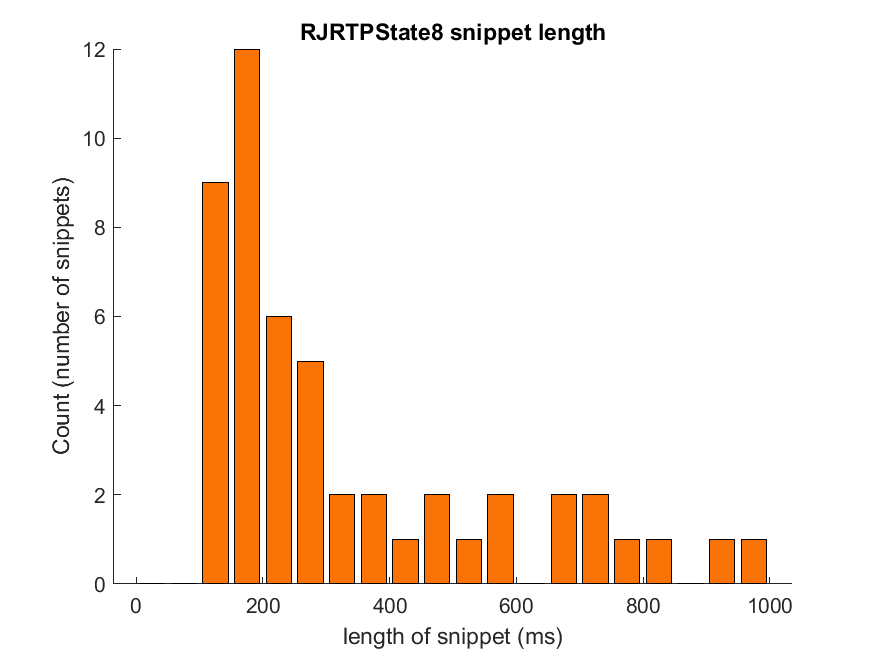 RJRTPState8 snippet length
Count (number of snippets)
12
10
8
6
4
2
0
0 200 400 600 800 1000
length of snippet (ms)